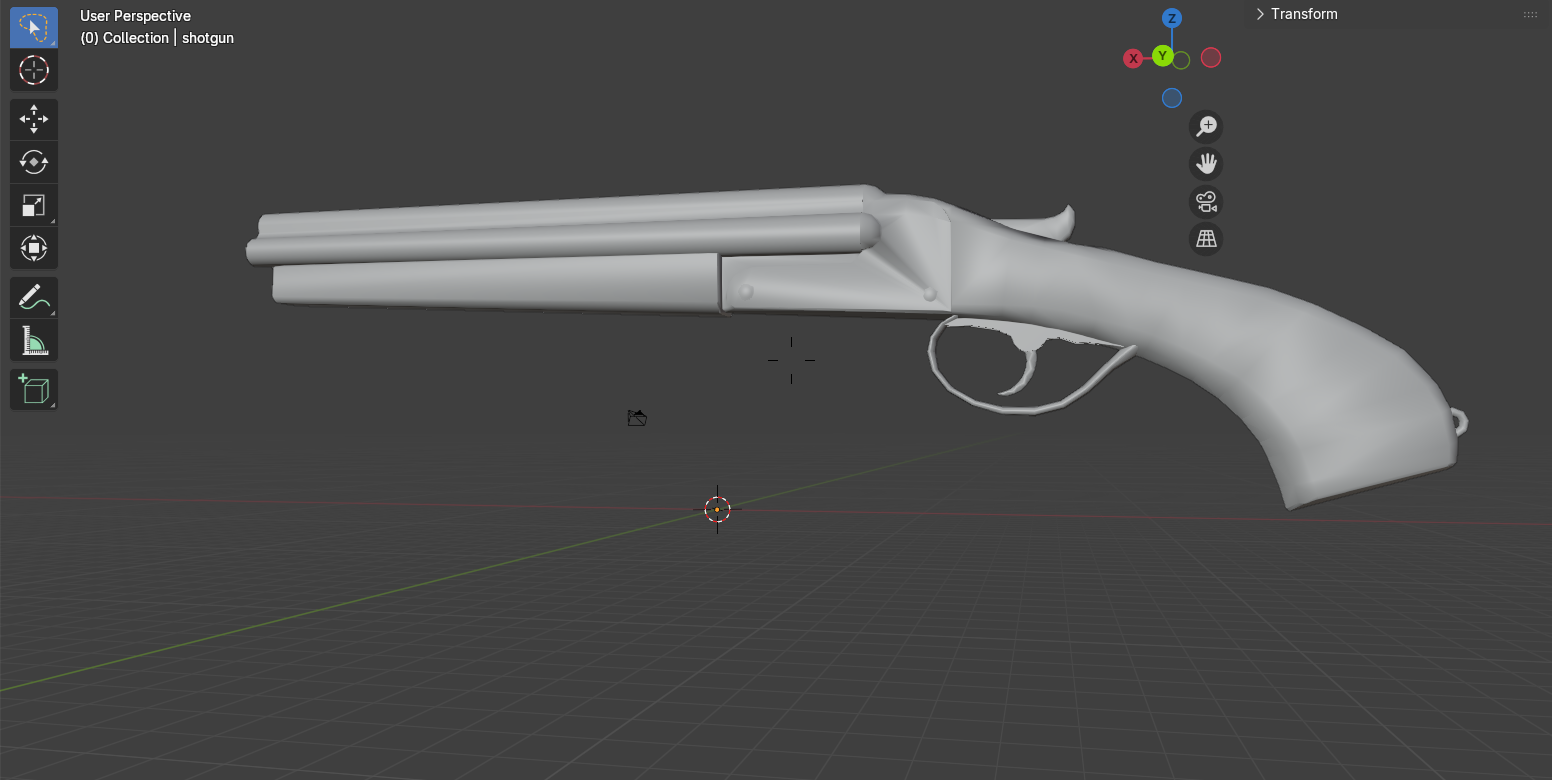 User Perspective
(0) Collection | shotgun
Transform
Z
X
Y